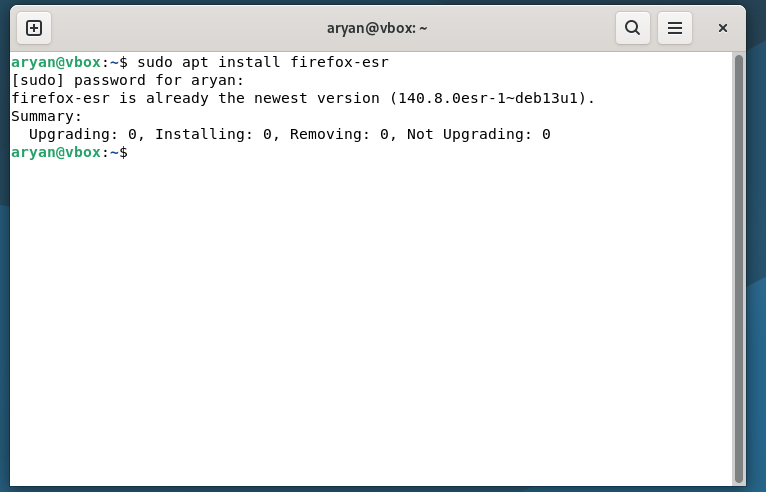 aryan@vbox: ~
aryan@vbox:~$ sudo apt install firefox-esr
[sudo] password for aryan:
firefox-esr is already the newest version (140.8.0esr-1~deb13u1).
Summary:
  Upgrading: 0, Installing: 0, Removing: 0, Not Upgrading: 0
aryan@vbox:~$